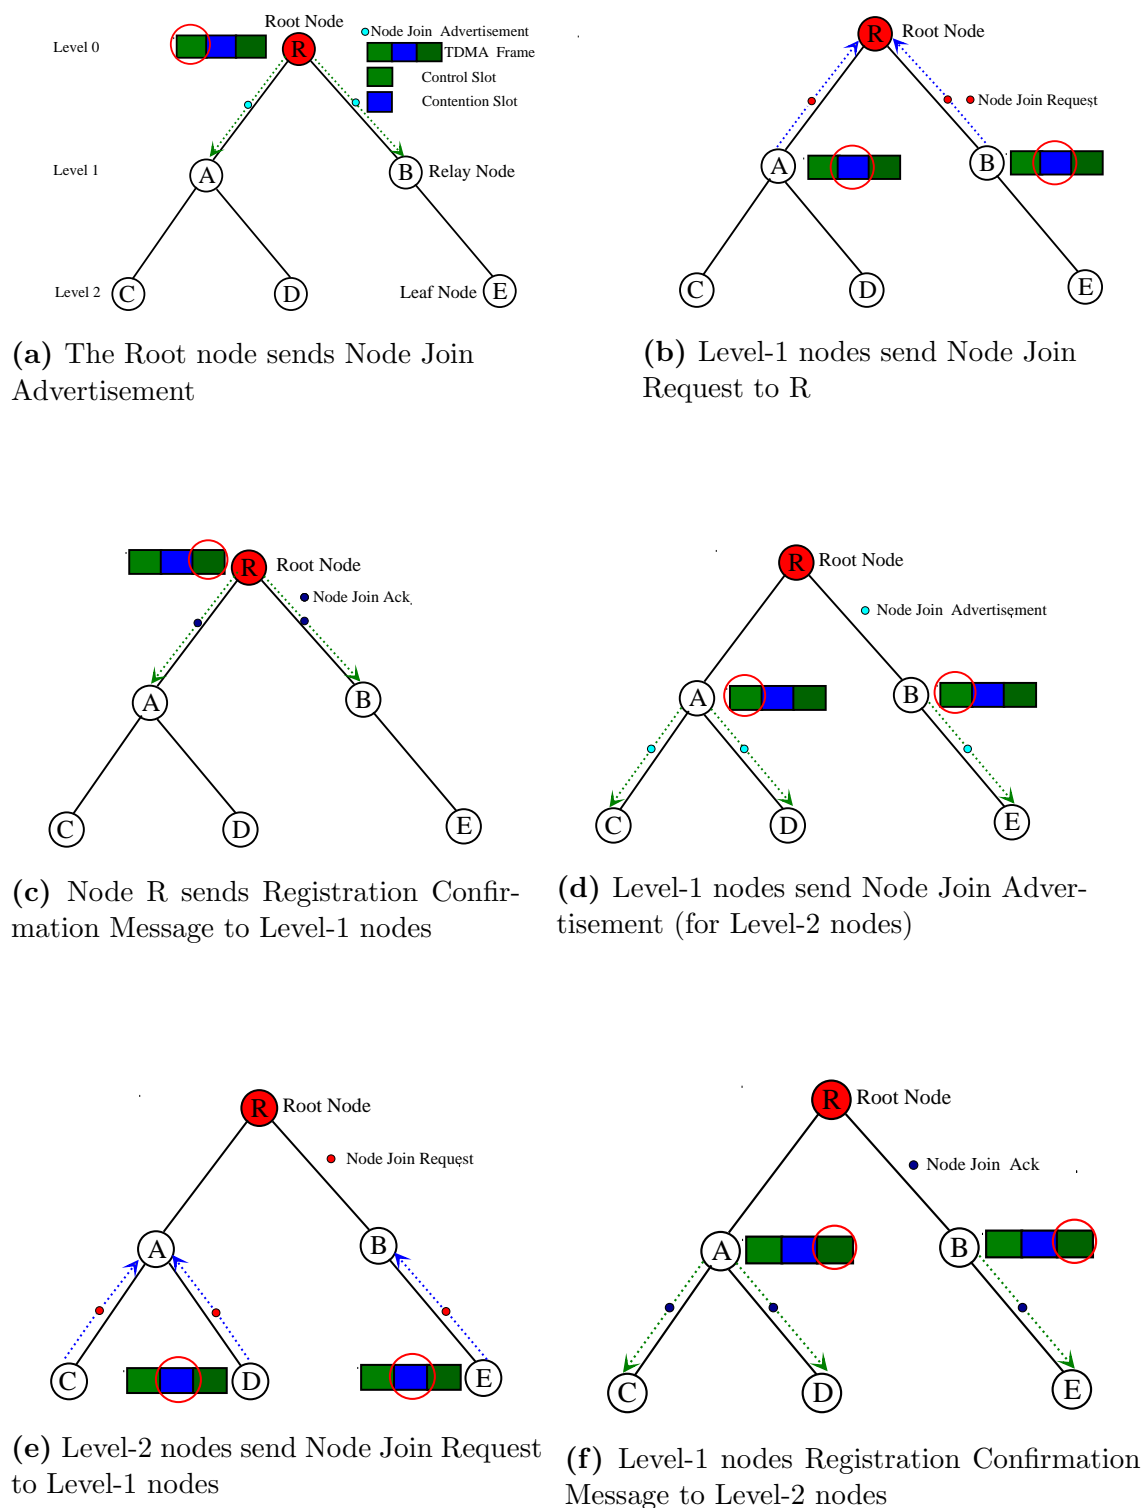 Root Node
Node Join Advertisement
Level 0
R
TDMA Frame
Control Slot
Contention Slot
Level 1
A
B
Relay Node
Level 2
C
D
Leaf Node
E
(a) The Root node sends Node Join
Advertisement
R
Root Node
Node Join Request
A
B
C
D
E
(b) Level-1 nodes send Node Join
Request to R
R
Root Node
Node Join Ack
A
B
C
D
E
(c) Node R sends Registration Confir-
mation Message to Level-1 nodes
R
Root Node
Node Join Advertisement
A
B
C
D
E
(d) Level-1 nodes send Node Join Adver-
tisement (for Level-2 nodes)
R
Root Node
Node Join Request
A
B
C
D
E
(e) Level-2 nodes send Node Join Request
to Level-1 nodes
R
Root Node
Node Join Ack
A
B
C
D
E
(f) Level-1 nodes Registration Confirmation
Message to Level-2 nodes